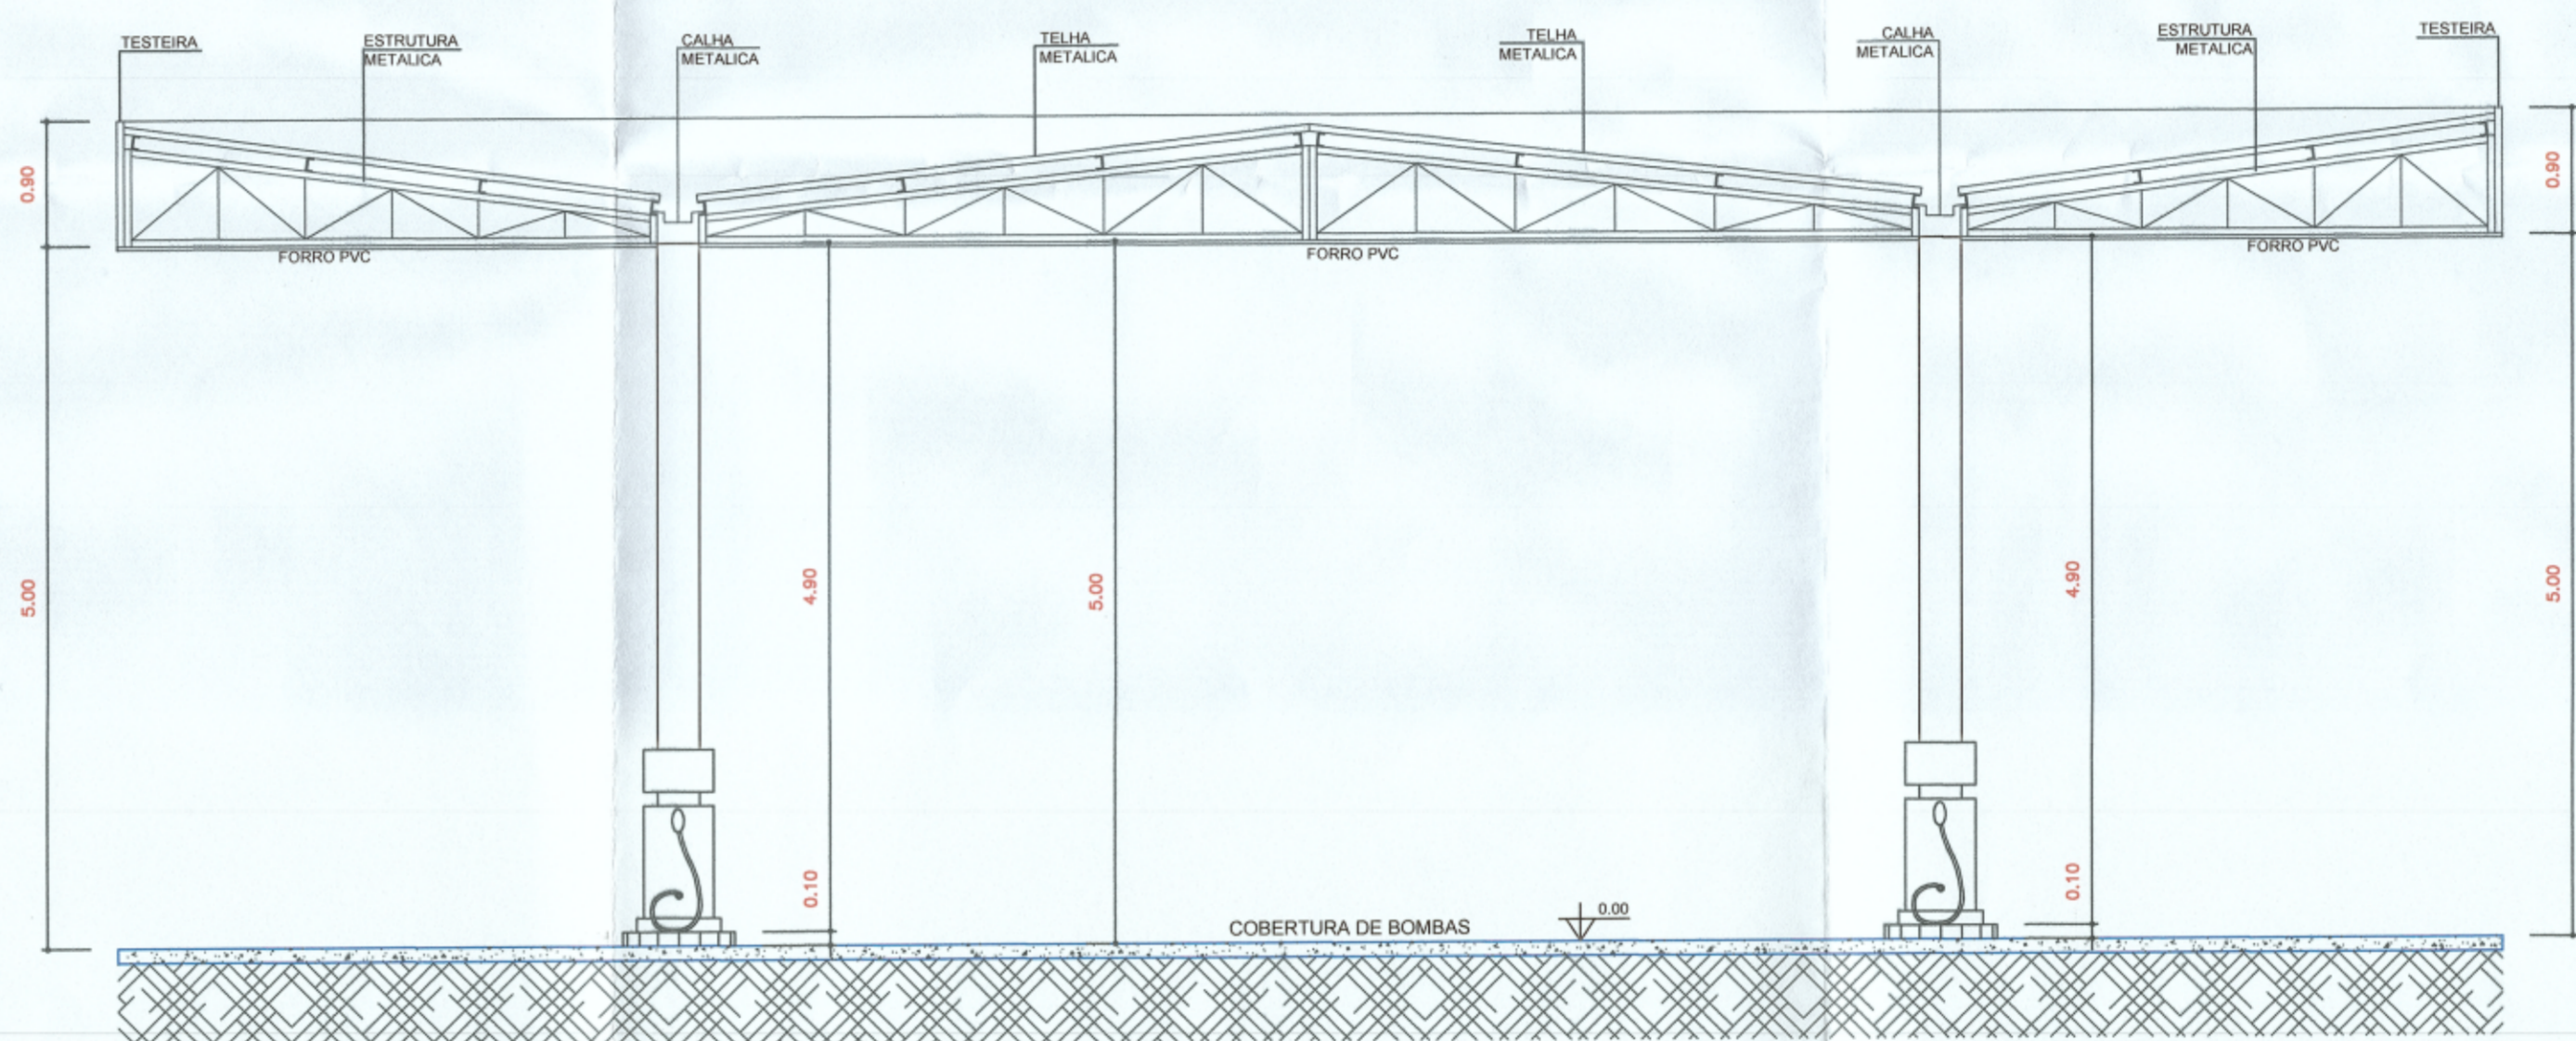 TESTEIRA
ESTRUTURA
METALICA
CALHA
METALICA
TELHA
METALICA
TELHA
METALICA
CALHA
METALICA
ESTRUTURA
METALICA
TESTEIRA
0.90
0.90
FORRO PVC
FORRO PVC
FORRO PVC
5.00
4.90
5.00
4.90
5.00
0.10
0.10
COBERTURA DE BOMBAS
0.00